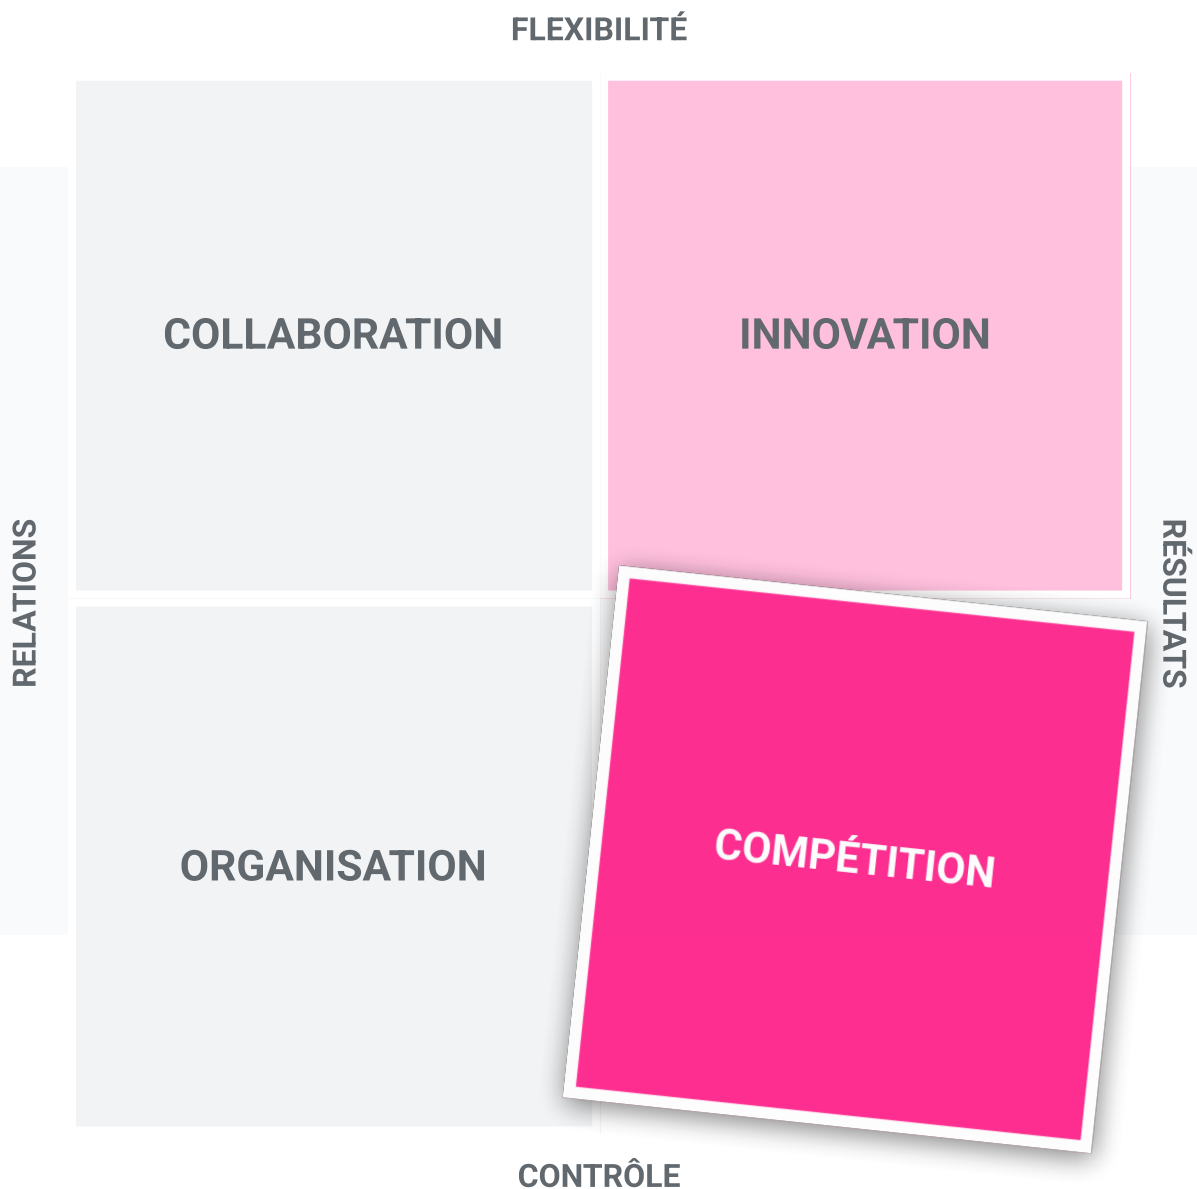 FLEXIBILITÉ
COLLABORATION
INNOVATION
RELATIONS
RÉSULTATS
ORGANISATION
COMPÉTITION
CONTRÔLE